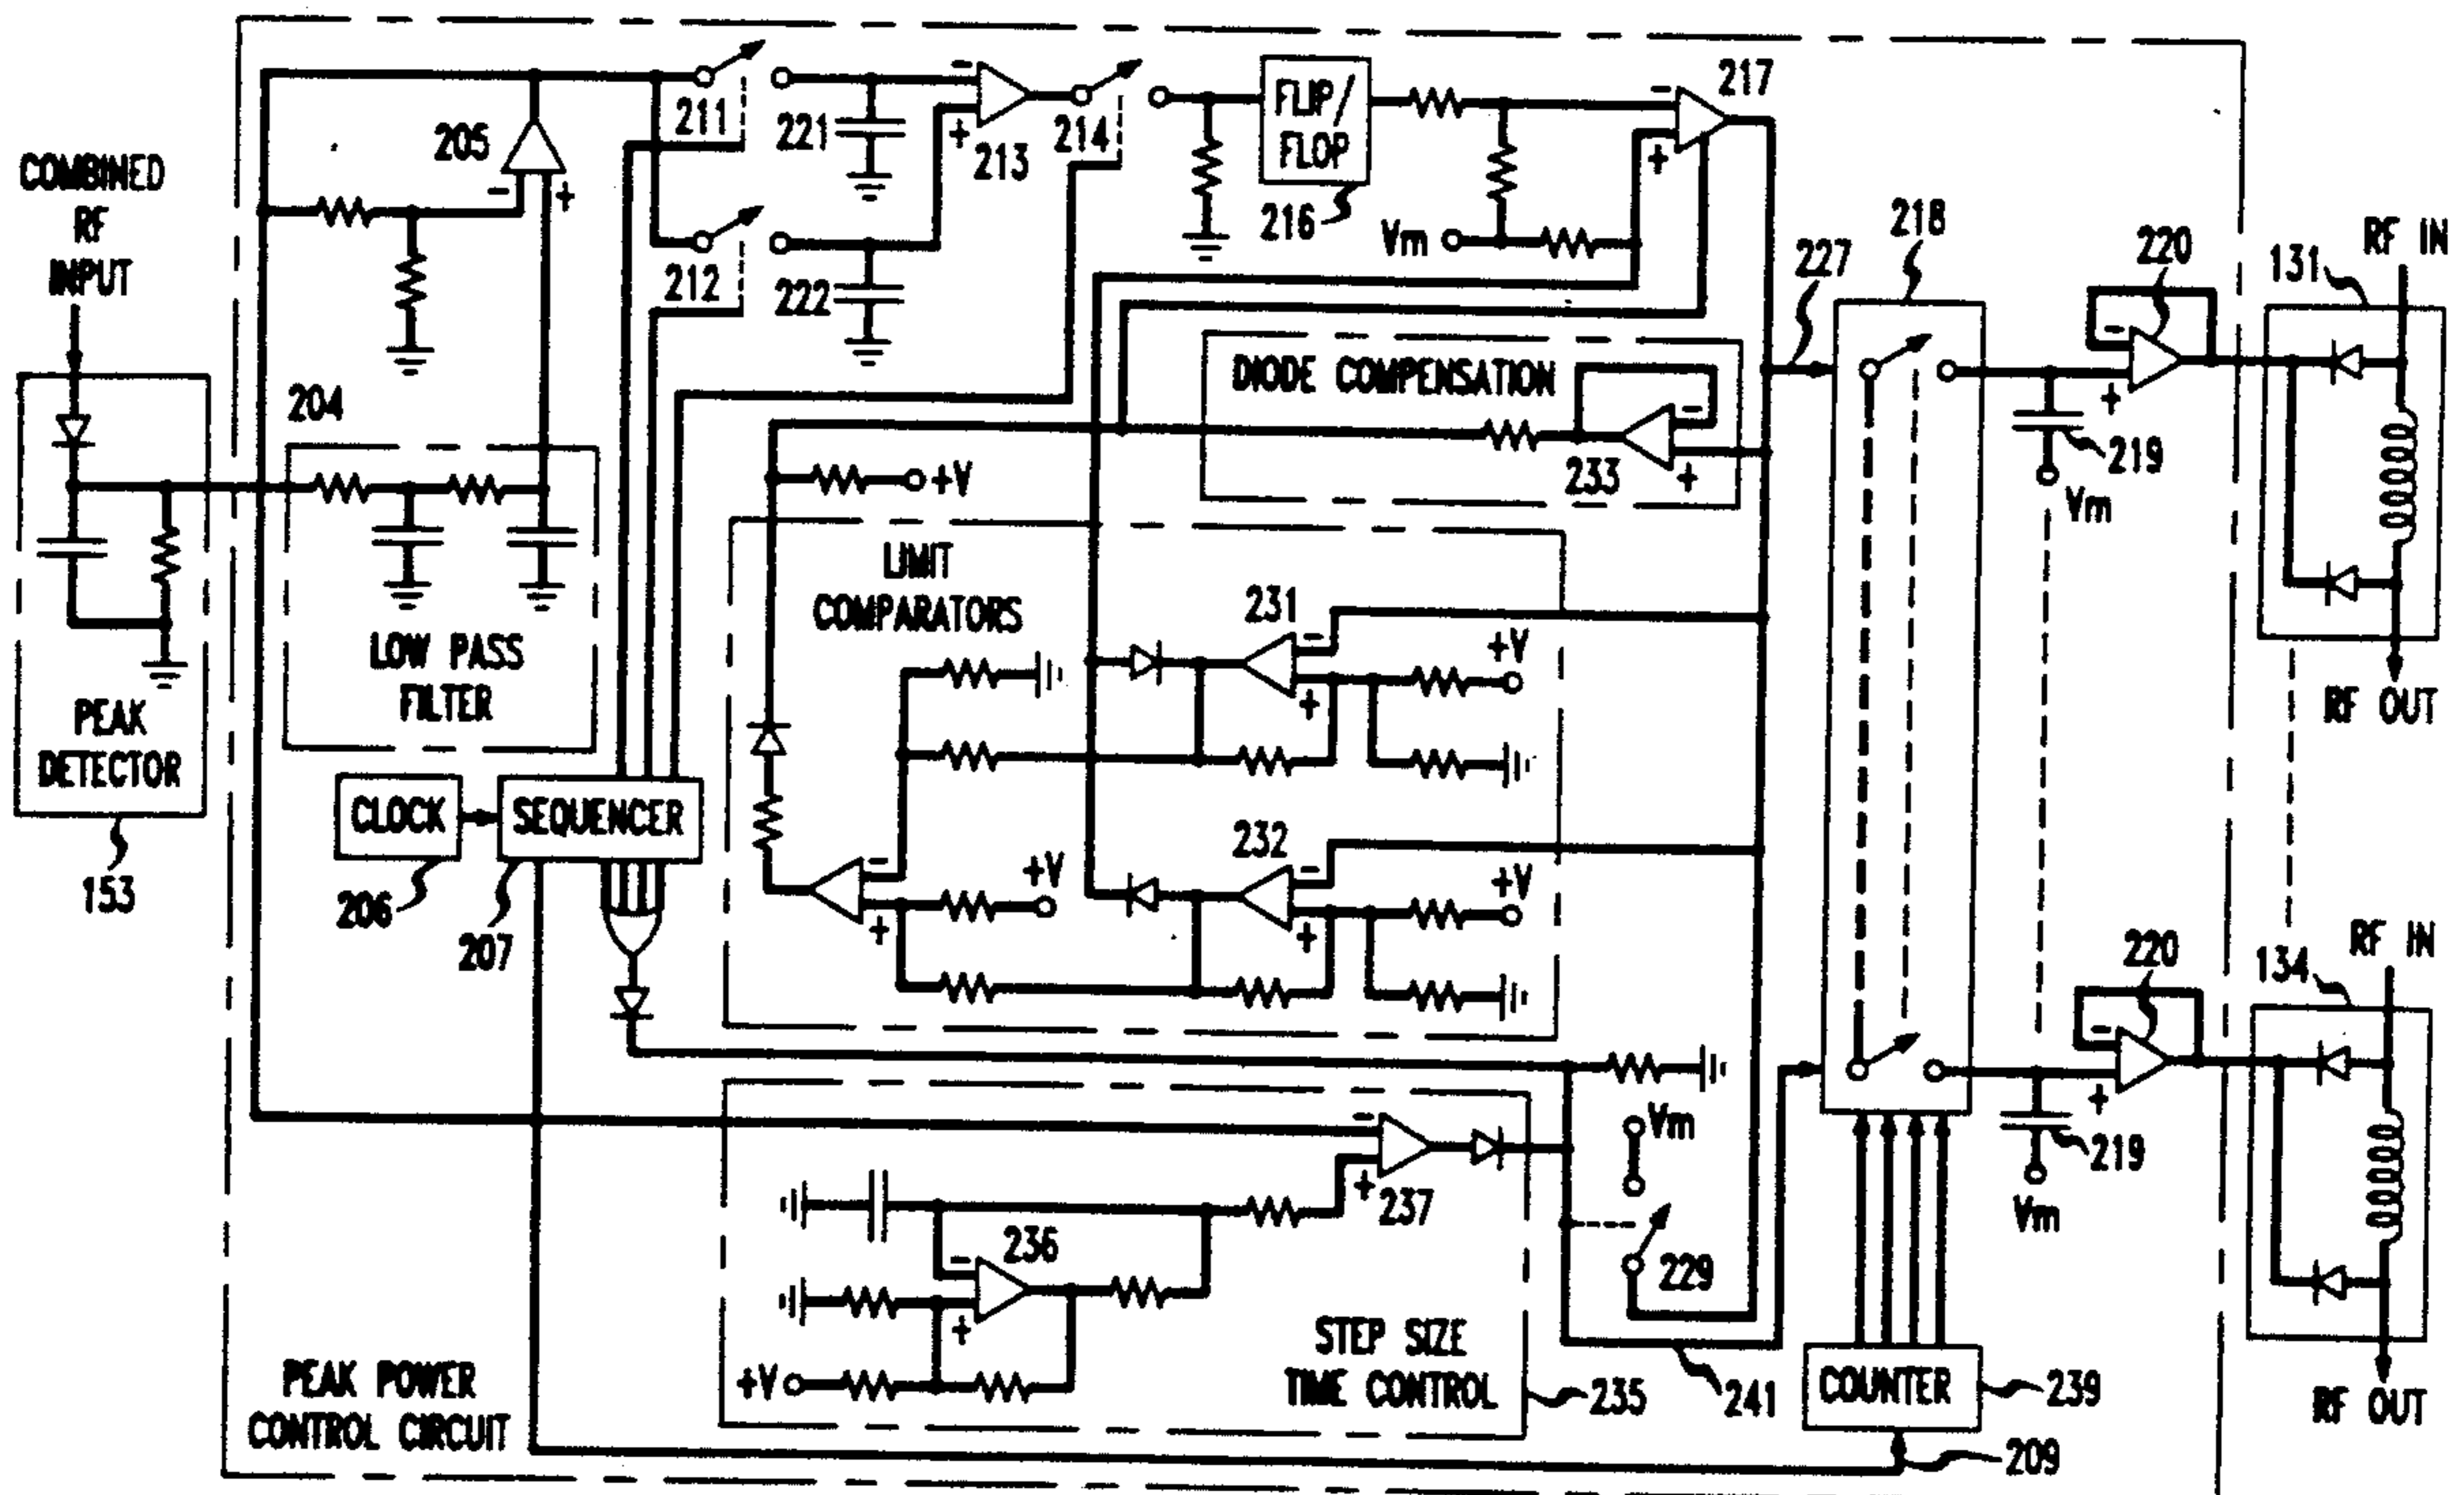 COMBINED
RF
INPUT
205
-
+
211
221
-
+
213
214
FLIP/
FLOP
216
-
+
217
212
222
Vm
227
218
-
+
220
219
Vm
131
RF IN
RF OUT
204
LOW PASS
FILTER
PEAK
DETECTOR
153
DIODE COMPENSATION
-
+
233
+V
LIMIT
COMPARATORS
231
-
+
+V
232
-
+
+V
-
+
+V
CLOCK
206
SEQUENCER
207
-
+
220
219
Vm
134
RF IN
RF OUT
-
+
237
Vm
229
-
+
236
+V
STEP SIZE
TIME CONTROL
235
241
COUNTER
239
209
PEAK POWER
CONTROL CIRCUIT